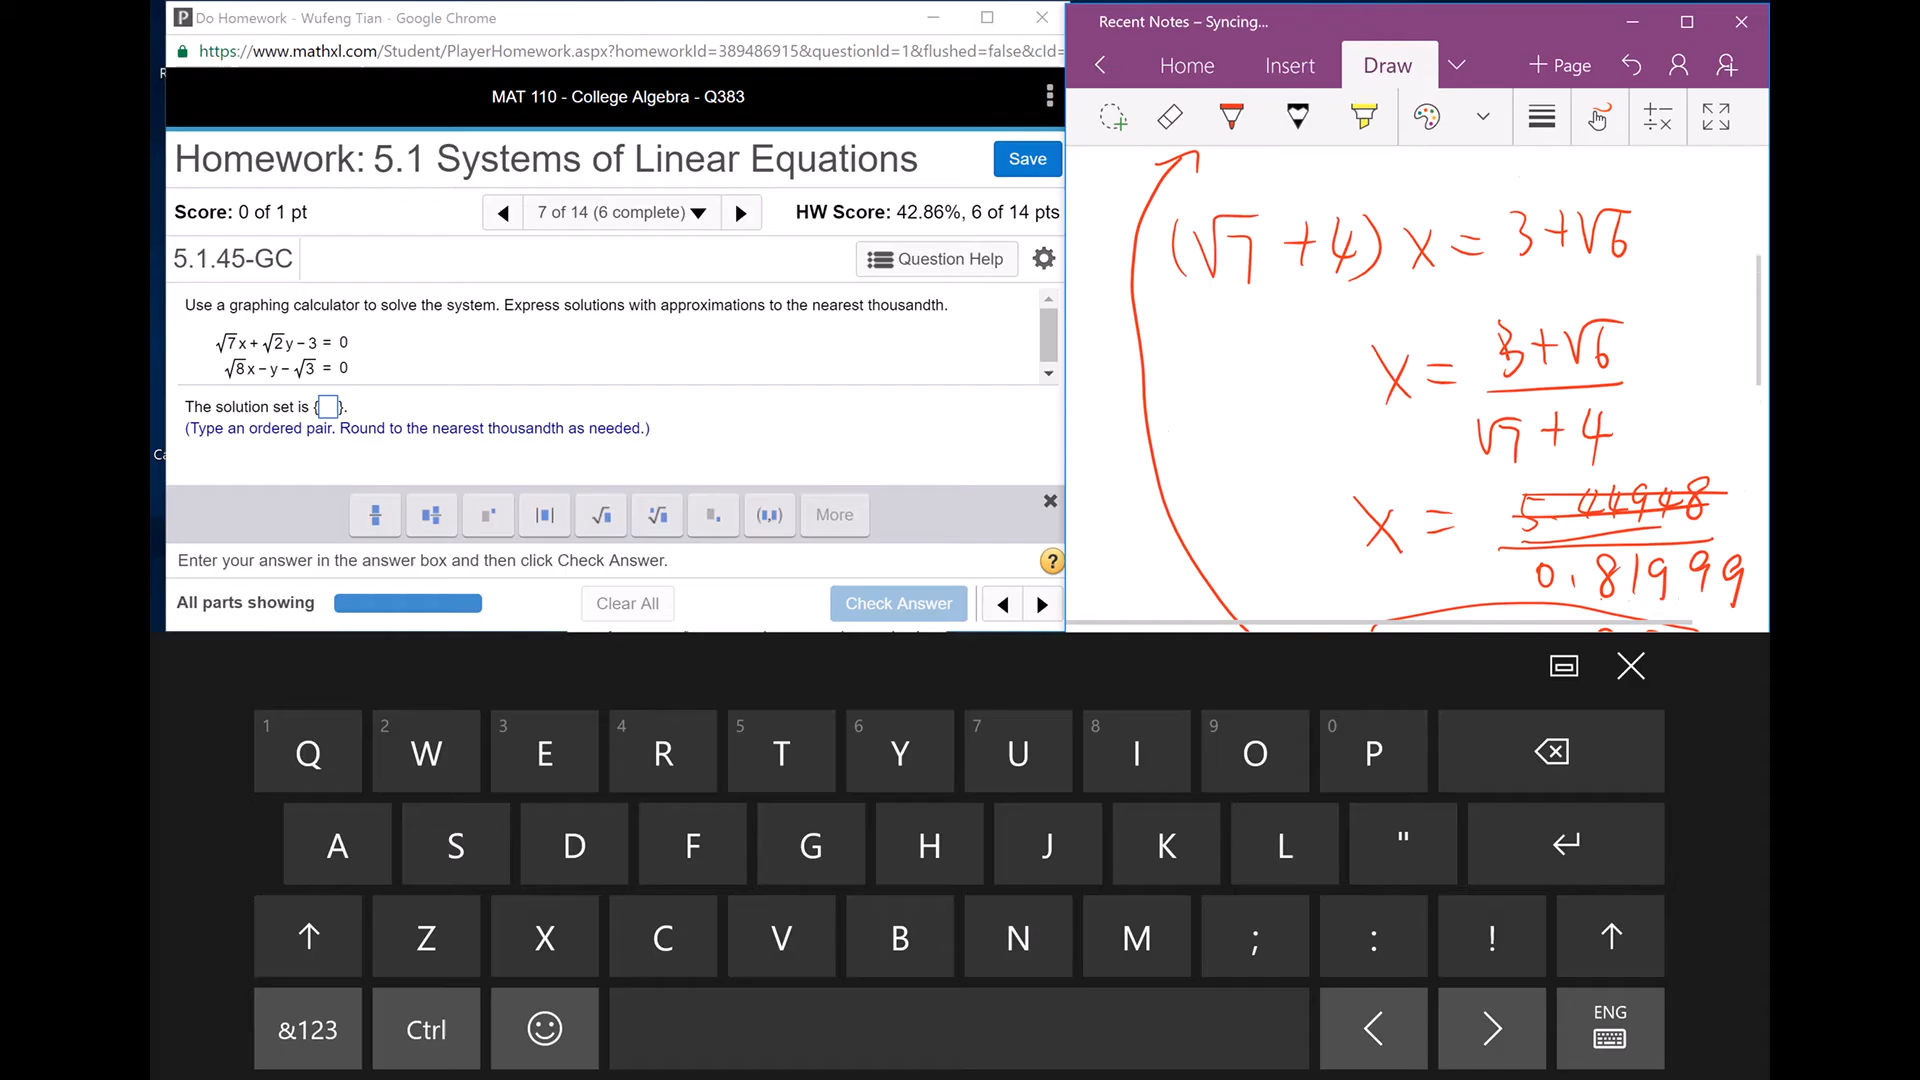 Do Homework - Wufeng Tian - Google Chrome
https://www.mathxl.com/Student/PlayerHomework.aspx?homeworkId=389486915&questionId=1&flushed=false&cId=
MAT 110 - College Algebra - Q383
Homework: 5.1 Systems of Linear Equations
Save
Score: 0 of 1 pt
7 of 14 (6 complete)
HW Score: 42.86%, 6 of 14 pts
5.1.45-GC
Question Help
Use a graphing calculator to solve the system. Express solutions with approximations to the nearest thousandth.
√7x + √2y - 3 = 0
√8x - y - √3 = 0
The solution set is { }.
(Type an ordered pair. Round to the nearest thousandth as needed.)
More
Enter your answer in the answer box and then click Check Answer.
?
All parts showing
Clear All
Check Answer
Recent Notes – Syncing...
Home
Insert
Draw
+ Page
(√7 + 4) x = 3+√6
x = 3+√6
√7 + 4
x = 5.44948
0.81999
1 2 3 4 5 6 7 8 9 0
Q W E R T Y U I O P
A S D F G H J K L "
Z X C V B N M ; : !
&123 Ctrl ENG